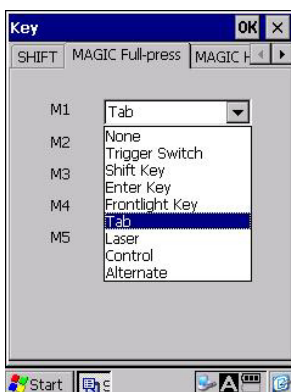 Key OK
SHIFT MAGIC Full-press MAGIC H
M1 Tab
M2
M3
M4
M5
None
Trigger Switch
Shift Key
Enter Key
Frontlight Key
Tab
Laser
Control
Alternate
Start A